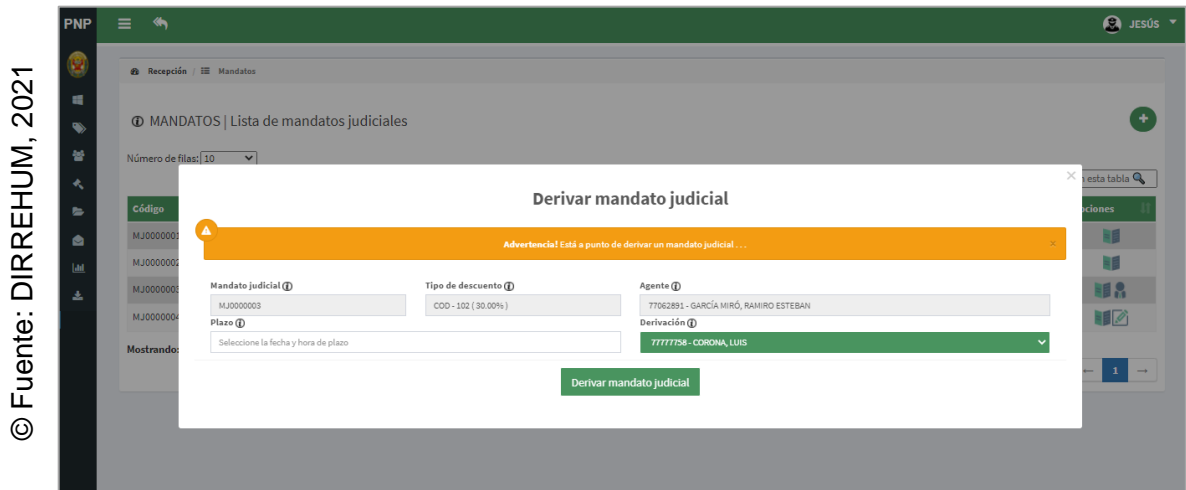 © Fuente: DIRREHUM, 2021
PNP
JESÚS
Recepción / Mandatos
MANDATOS | Lista de mandatos judiciales
Número de filas: 10
n esta tabla
Código
pciones
MJ0000001
MJ0000002
MJ0000003
MJ0000004
Mostrando:
← 1 →
×
Derivar mandato judicial
Advertencia! Está a punto de derivar un mandato judicial . . . ×
Mandato judicial Tipo de descuento Agente
MJ0000003 COD - 102 ( 30.00% ) 77062891 - GARCÍA MIRÓ, RAMIRO ESTEBAN
Plazo Derivación
Seleccione la fecha y hora de plazo 77777758 - CORONA, LUIS
Derivar mandato judicial